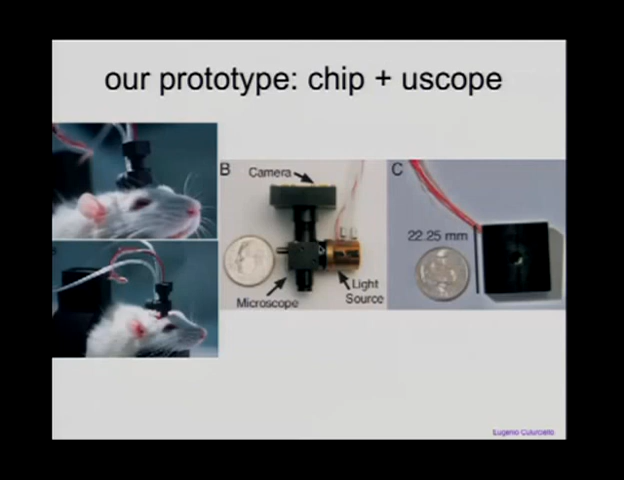 our prototype: chip + uscope
B
Camera
C
22.25 mm
Light
Source
Microscope
Eugenio Culurciello